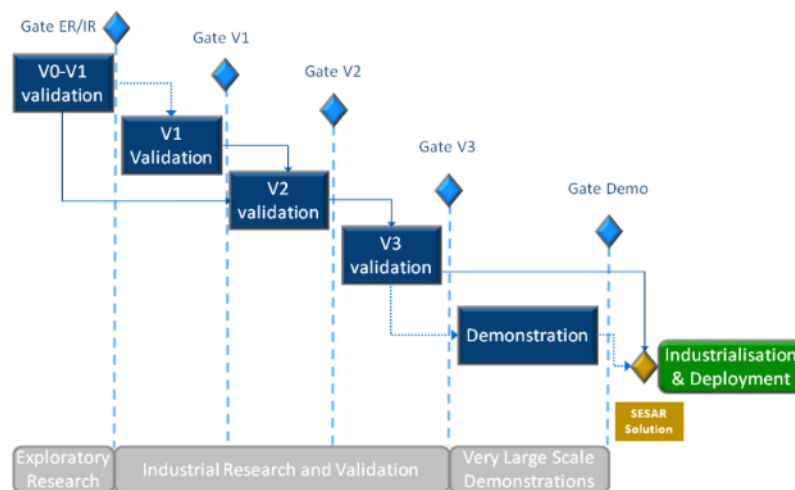 Gate ER/IR
Gate V1
Gate V2
V0-V1
validation
V1
Validation
Gate V3
V2
validation
Gate Demo
V3
validation
Demonstration
Industrialisation
& Deployment
SESAR
Solution
Exploratory
Research
Industrial Research and Validation
Very Large Scale
Demonstrations